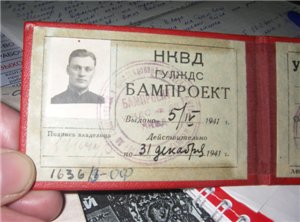 НКВД
ГУЛЖДС
БАМПРОЕКТ
Выдано 5/IV 1941 г.
Подпись владельца
Действительно
по 31 декабря 1941 г.
1636/1-ОФ
У